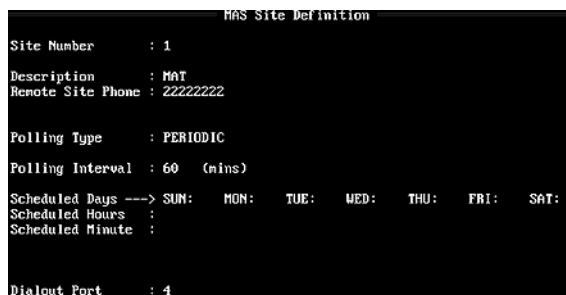 MAS Site Definition
Site Number : 1
Description : MAT
Remote Site Phone : 22222222
Polling Type : PERIODIC
Polling Interval : 60 (mins)
Scheduled Days ---> SUN: MON: TUE: WED: THU: FRI: SAT:
Scheduled Hours :
Scheduled Minute :
Dialout Port : 4